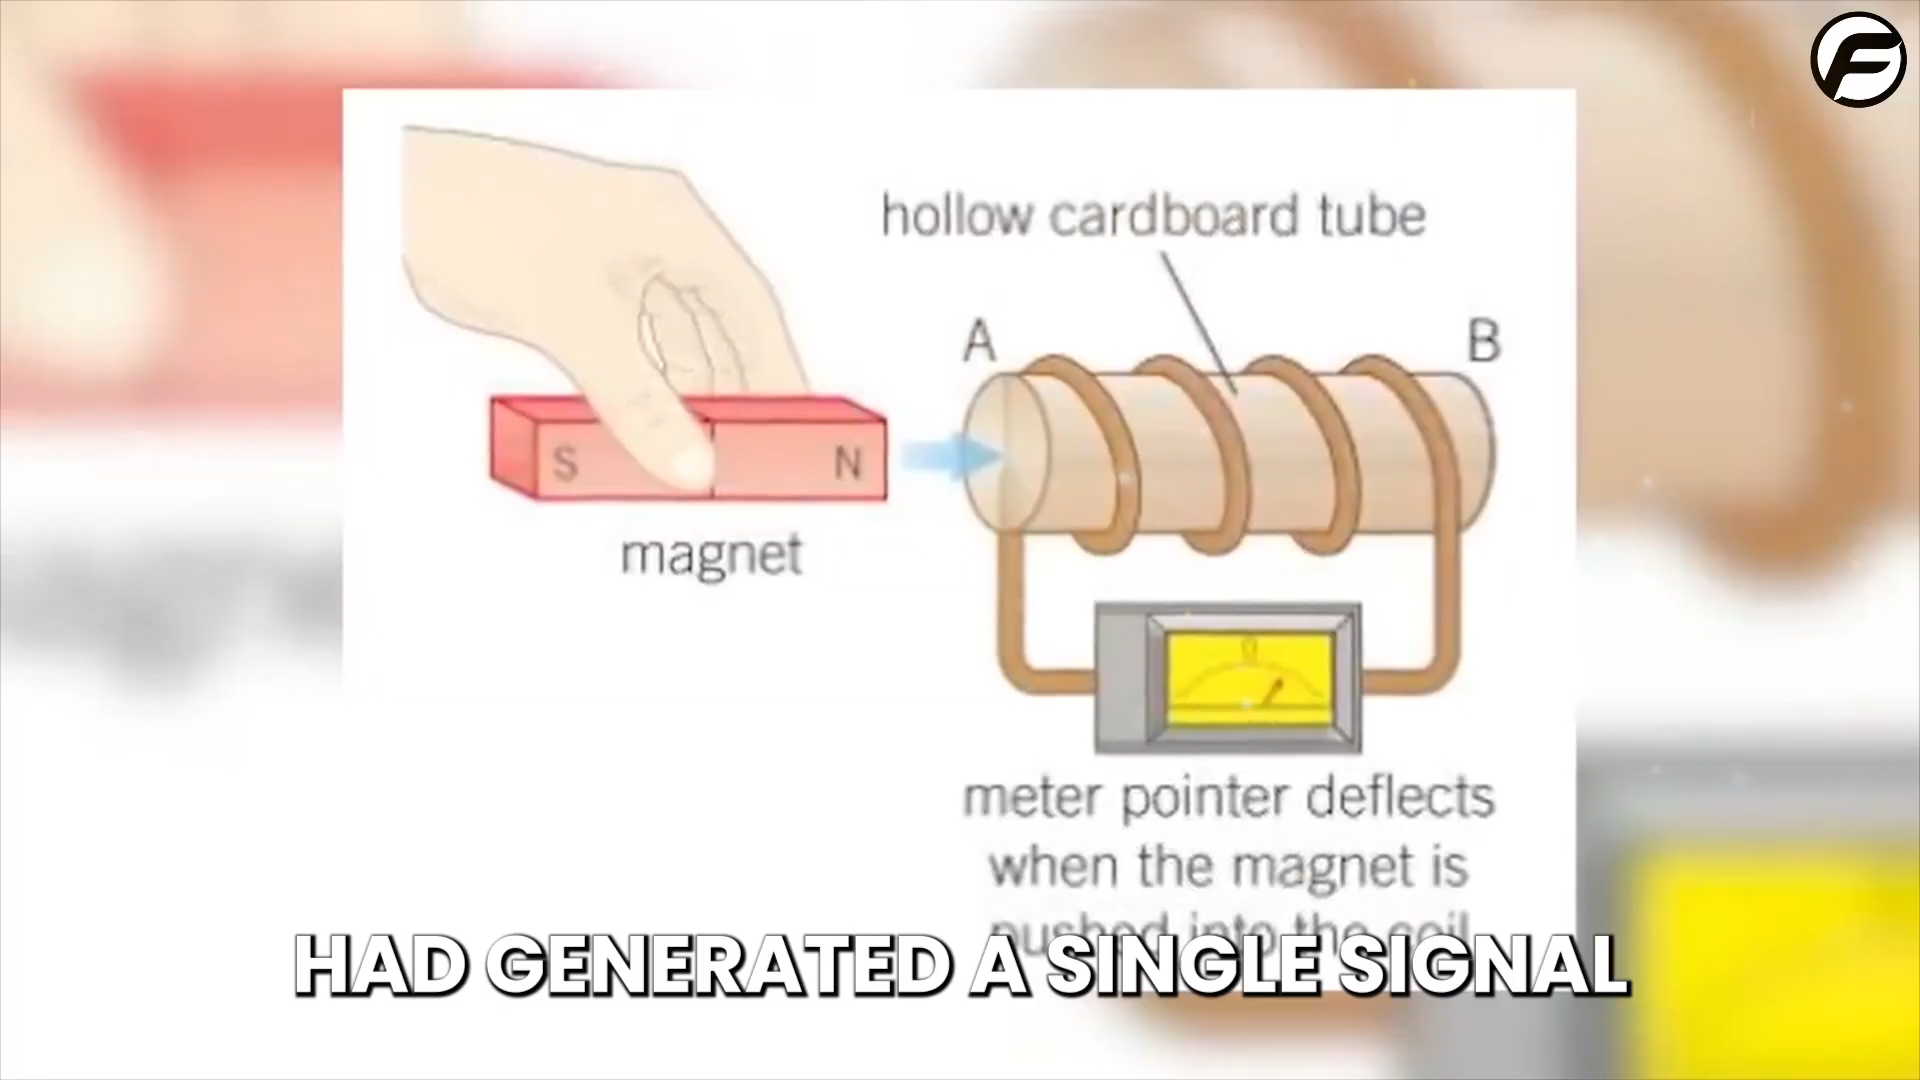 hollow cardboard tube
A
B
S
N
magnet
0
meter pointer deflects
when the magnet is
pushed into the coil
HAD GENERATED A SINGLE SIGNAL